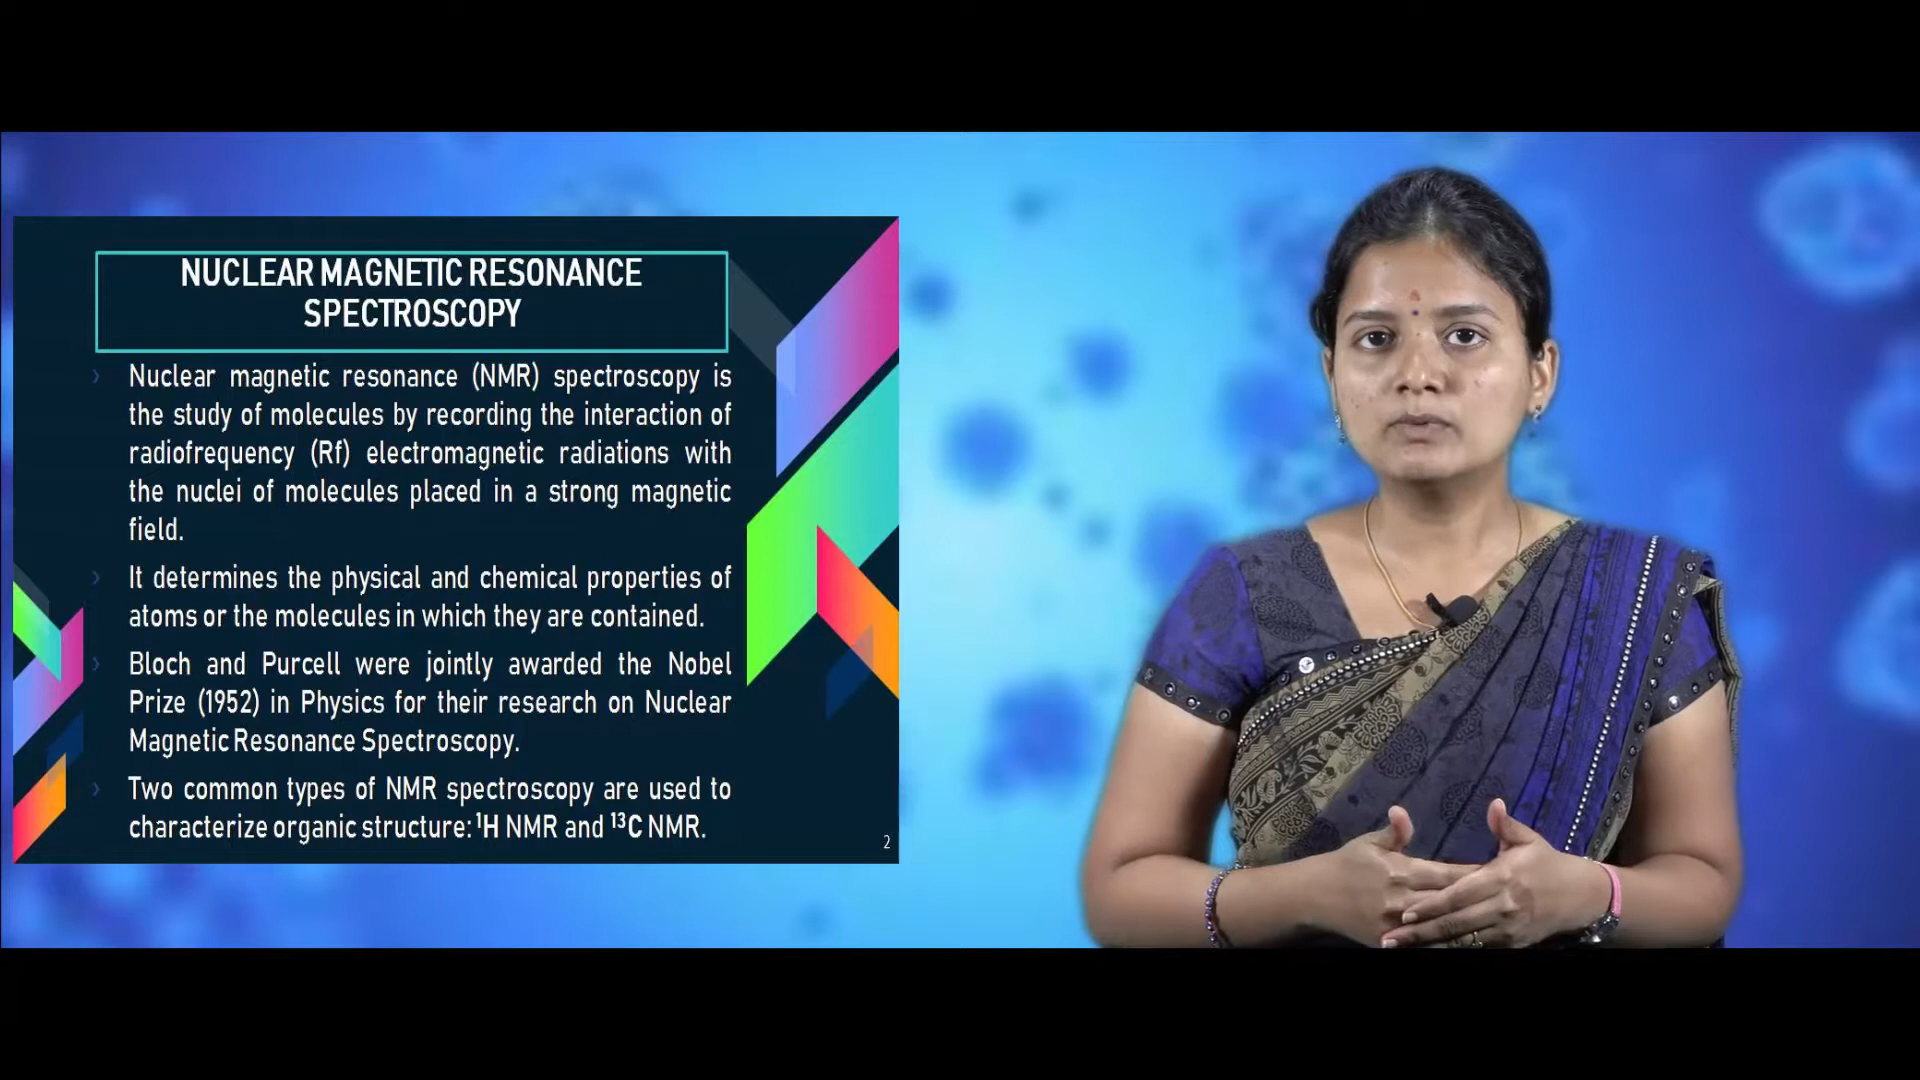 NUCLEAR MAGNETIC RESONANCE
SPECTROSCOPY
Nuclear magnetic resonance (NMR) spectroscopy is
the study of molecules by recording the interaction of
radiofrequency (Rf) electromagnetic radiations with
the nuclei of molecules placed in a strong magnetic
field.
It determines the physical and chemical properties of
atoms or the molecules in which they are contained.
Bloch and Purcell were jointly awarded the Nobel
Prize (1952) in Physics for their research on Nuclear
Magnetic Resonance Spectroscopy.
Two common types of NMR spectroscopy are used to
characterize organic structure: ¹H NMR and ¹³C NMR.
2